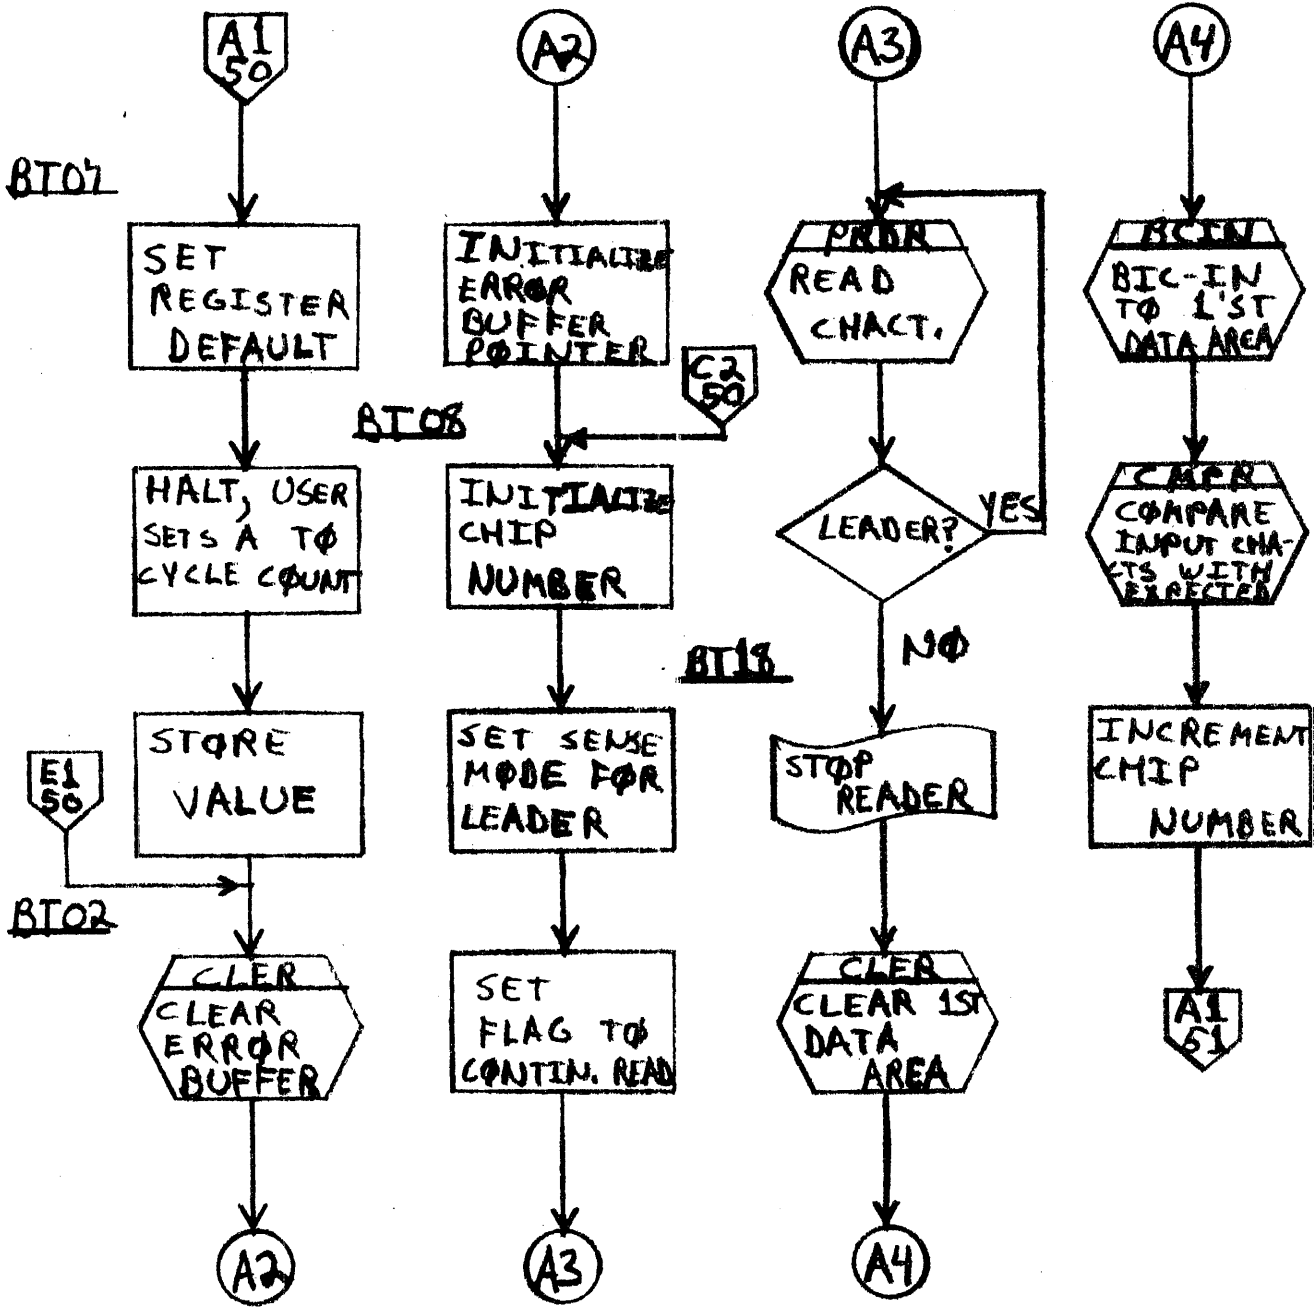 A1
50
BT07
SET
REGISTER
DEFAULT
HALT, USER
SETS A TØ
CYCLE CØUNT
STØRE
VALUE
E1
50
BT02
CLER
CLEAR
ERRØR
BUFFER
A2
A2
INITIALIZE
ERRØR
BUFFER
PØINTER
C2
50
BT08
INITIALIZE
CHIP
NUMBER
SET SENSE
MØDE FØR
LEADER
SET
FLAG TØ
CØNTIN. READ
A3
A3
PRDR
READ
CHACT.
LEADER?
YES
NØ
BT18
STØP
READER
CLER
CLEAR 1ST
DATA
AREA
A4
A4
BCIN
BIC-IN
TØ 1'ST
DATA AREA
CMPR
CØMPARE
INPUT CHA-
CTS WITH
EXPECTED
INCREMENT
CHIP
NUMBER
A1
51